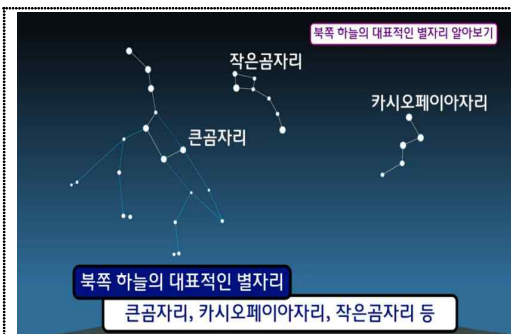 북쪽 하늘의 대표적인 별자리 알아보기
작은곰자리
카시오페이아자리
큰곰자리
북쪽 하늘의 대표적인 별자리
큰곰자리, 카시오페이아자리, 작은곰자리 등